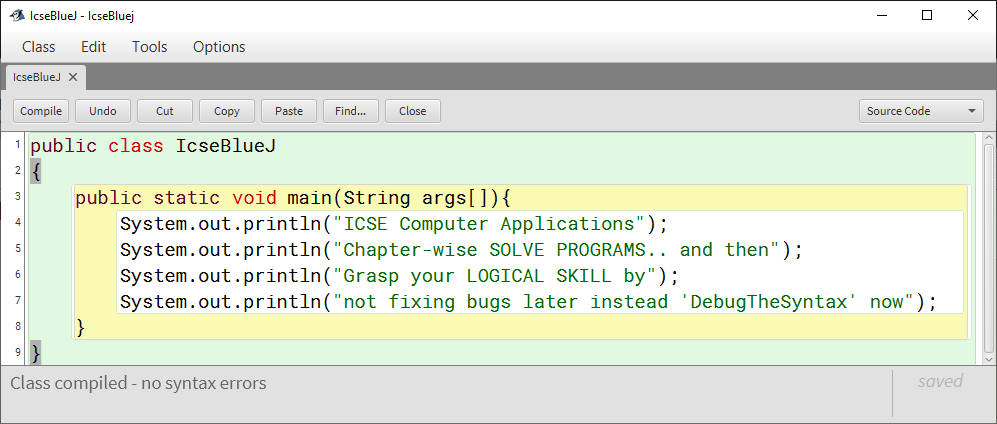 IcseBlueJ - IcseBluej
Class Edit Tools Options
IcseBlueJ ✕
Compile Undo Cut Copy Paste Find... Close Source Code
1 public class IcseBlueJ
2 {
3 public static void main(String args[]){
4 System.out.println("ICSE Computer Applications");
5 System.out.println("Chapter-wise SOLVE PROGRAMS.. and then");
6 System.out.println("Grasp your LOGICAL SKILL by");
7 System.out.println("not fixing bugs later instead 'DebugTheSyntax' now");
8 }
9 }
Class compiled - no syntax errors saved